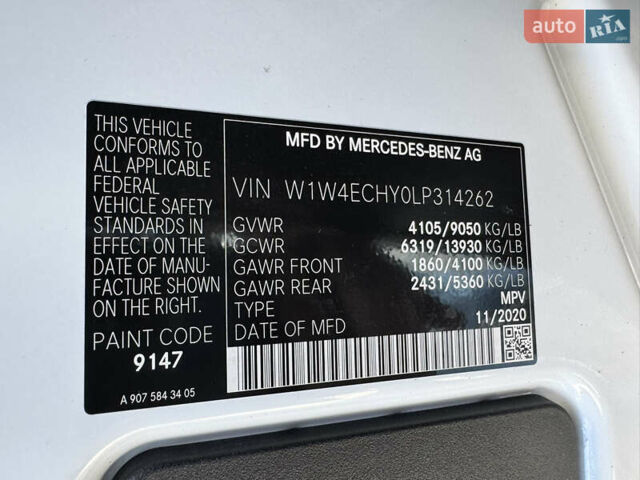 auto RIA.com
THIS VEHICLE
CONFORMS TO
ALL APPLICABLE
FEDERAL
VEHICLE SAFETY
STANDARDS IN
EFFECT ON THE
DATE OF MANU-
FACTURE SHOWN
ON THE RIGHT.
PAINT CODE
9147
A 907 584 34 05
MFD BY MERCEDES-BENZ AG
VIN W1W4ECHY0LP314262
GVWR 4105/9050 KG/LB
GCWR 6319/13930 KG/LB
GAWR FRONT 1860/4100 KG/LB
GAWR REAR 2431/5360 KG/LB
TYPE MPV
DATE OF MFD 11/2020